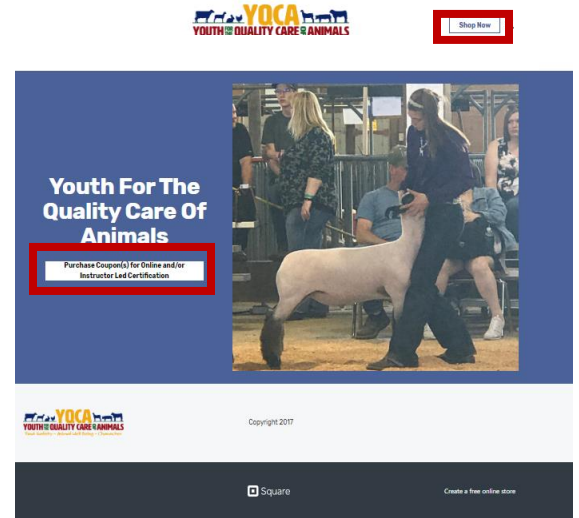 YQCA
YOUTH FOR THE QUALITY CARE OF ANIMALS
Shop Now
Youth For The
Quality Care Of
Animals
Purchase Coupon(s) for Online and/or
Instructor Led Certification
YQCA
YOUTH FOR THE QUALITY CARE OF ANIMALS
Copyright 2017
Square
Create a free online store